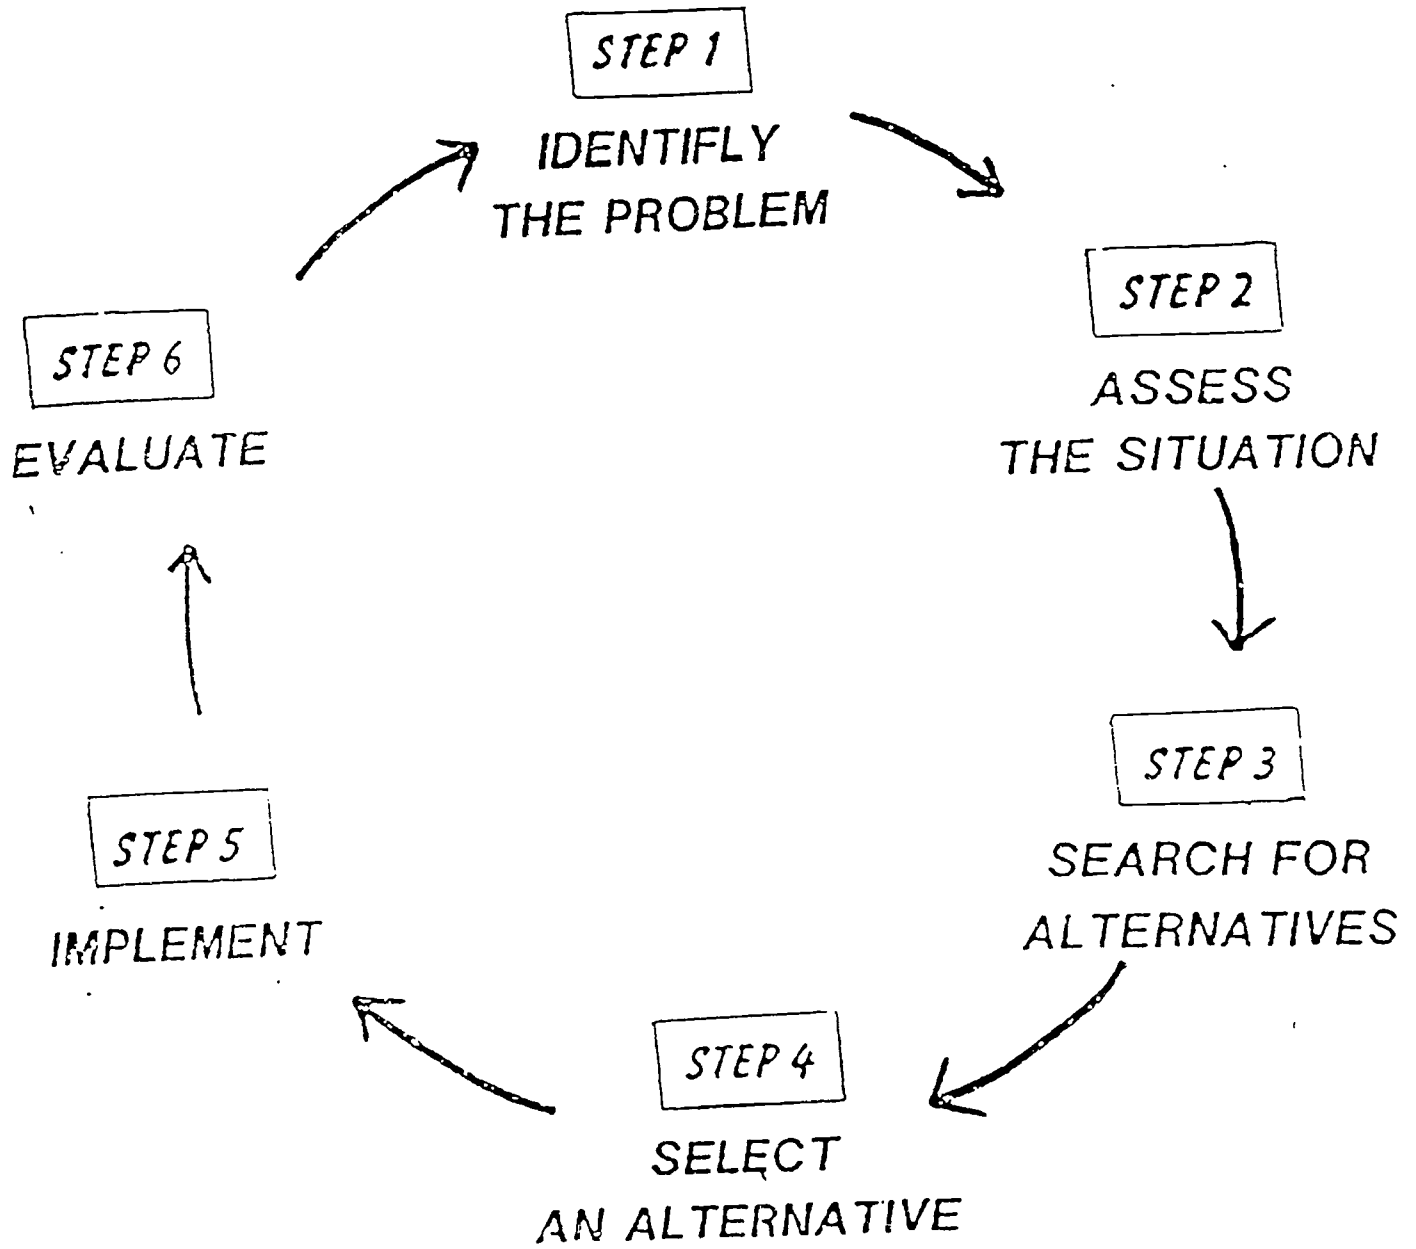 STEP 1
IDENTIFLY
THE PROBLEM
STEP 2
ASSESS
THE SITUATION
STEP 3
SEARCH FOR
ALTERNATIVES
STEP 4
SELECT
AN ALTERNATIVE
STEP 5
IMPLEMENT
STEP 6
EVALUATE